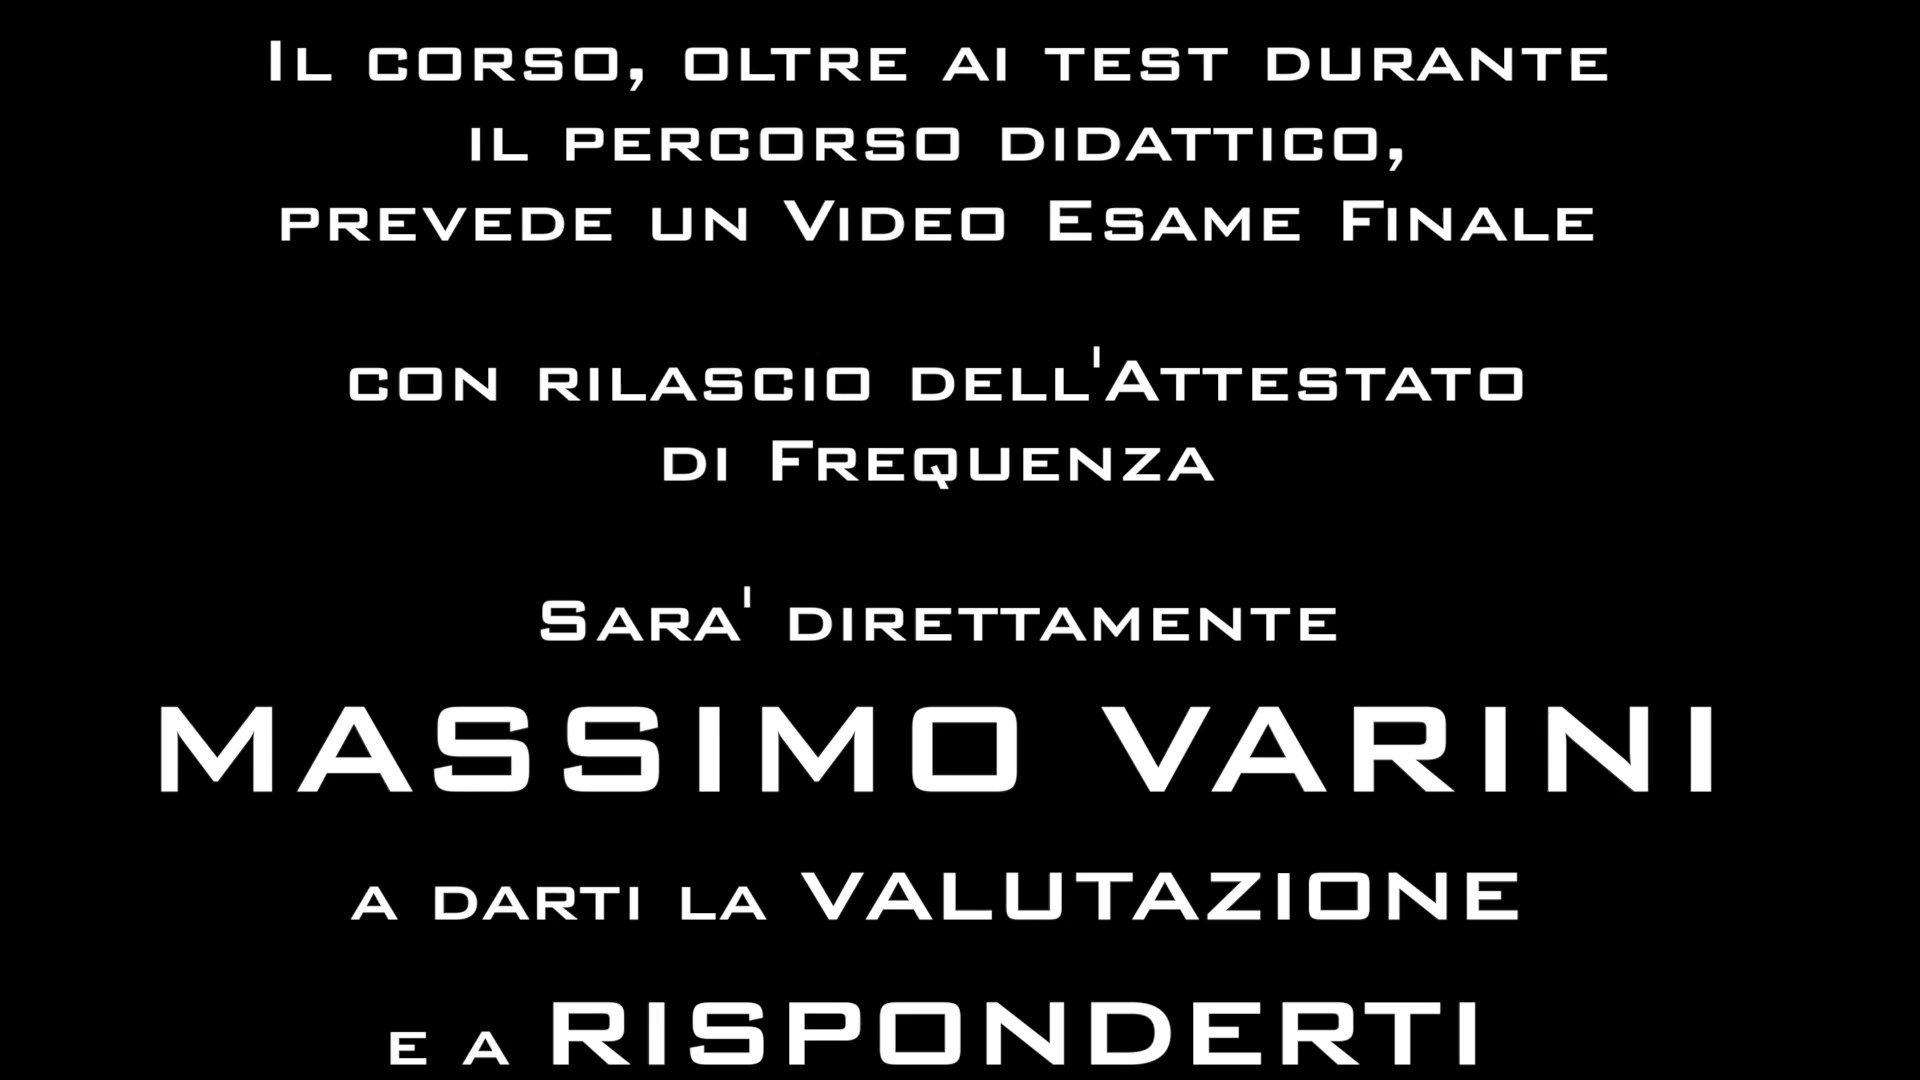 Il corso, oltre ai test durante
il percorso didattico,
prevede un Video Esame Finale
con rilascio dell'Attestato
di Frequenza
Sara' direttamente
MASSIMO VARINI
a darti la VALUTAZIONE
e a RISPONDERTI